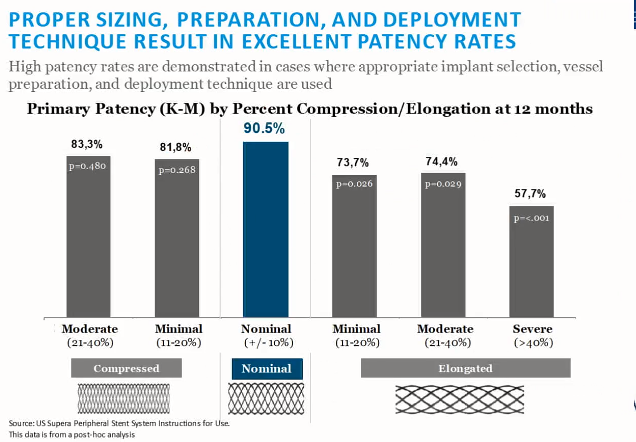 PROPER SIZING, PREPARATION, AND DEPLOYMENT
TECHNIQUE RESULT IN EXCELLENT PATENCY RATES
High patency rates are demonstrated in cases where appropriate implant selection, vessel
preparation, and deployment technique are used
Primary Patency (K-M) by Percent Compression/Elongation at 12 months
83,3% 81,8% 90.5% 73,7% 74,4% 57,7%
p=0.480 p=0.268 p=0.026 p=0.029 p=<.001
Moderate Minimal Nominal Minimal Moderate Severe
(21-40%) (11-20%) (+/-10%) (11-20%) (21-40%) (>40%)
Compressed Nominal Elongated
Source: US Supera Peripheral Stent System Instructions for Use.
This data is from a post-hoc analysis